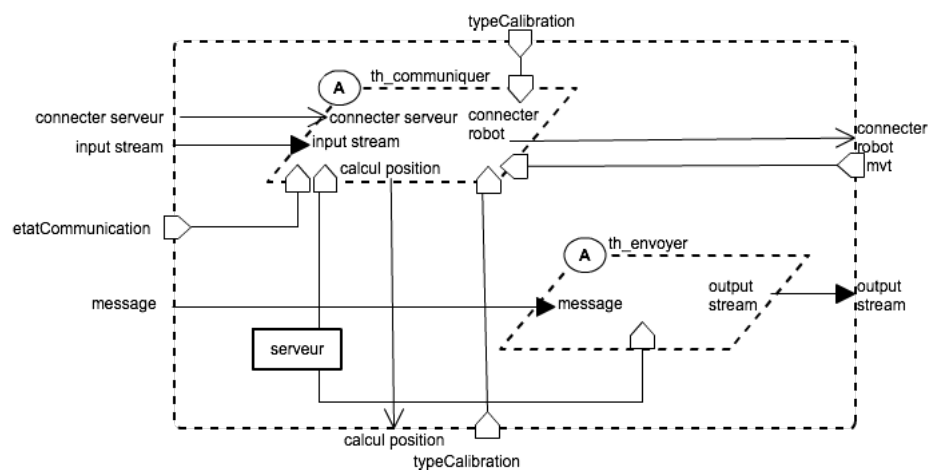 typeCalibration
A
th_communiquer
connecter serveur
connecter serveur
connecter
robot
connecter
robot
input stream
input stream
mvt
calcul position
etatCommunication
A
th_envoyer
message
message
output
stream
output
stream
serveur
calcul position
typeCalibration